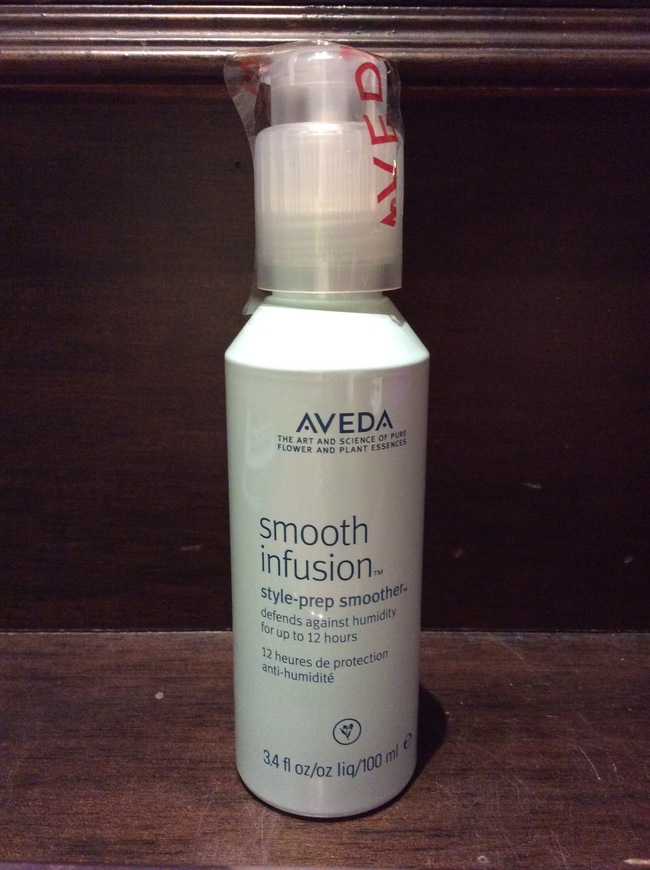 AVEDA
AVEDA
THE ART AND SCIENCE OF PURE
FLOWER AND PLANT ESSENCES
smooth
infusion™
style-prep smoother™
defends against humidity
for up to 12 hours
12 heures de protection
anti-humidité
3.4 fl oz/oz liq/100 ml ℮